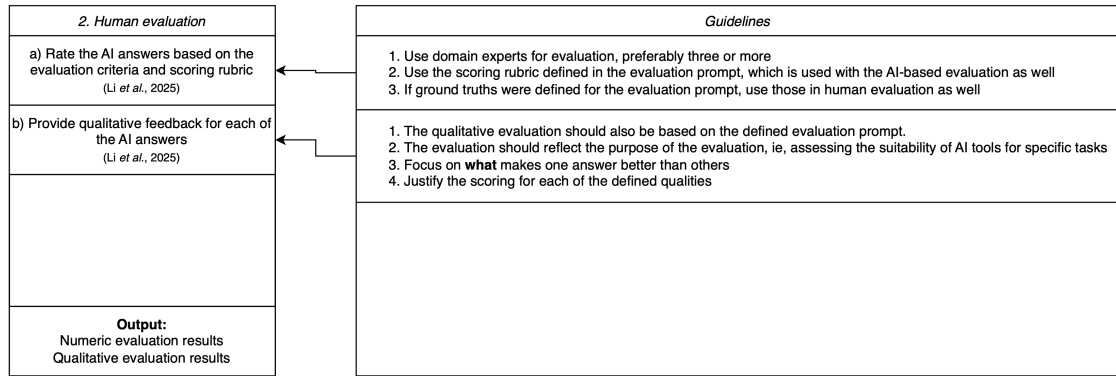 2. Human evaluation
a) Rate the AI answers based on the
evaluation criteria and scoring rubric
(Li et al., 2025)
b) Provide qualitative feedback for each of
the AI answers
(Li et al., 2025)
Output:
Numeric evaluation results
Qualitative evaluation results
Guidelines
1. Use domain experts for evaluation, preferably three or more
2. Use the scoring rubric defined in the evaluation prompt, which is used with the AI-based evaluation as well
3. If ground truths were defined for the evaluation prompt, use those in human evaluation as well
1. The qualitative evaluation should also be based on the defined evaluation prompt.
2. The evaluation should reflect the purpose of the evaluation, ie, assessing the suitability of AI tools for specific tasks
3. Focus on what makes one answer better than others
4. Justify the scoring for each of the defined qualities